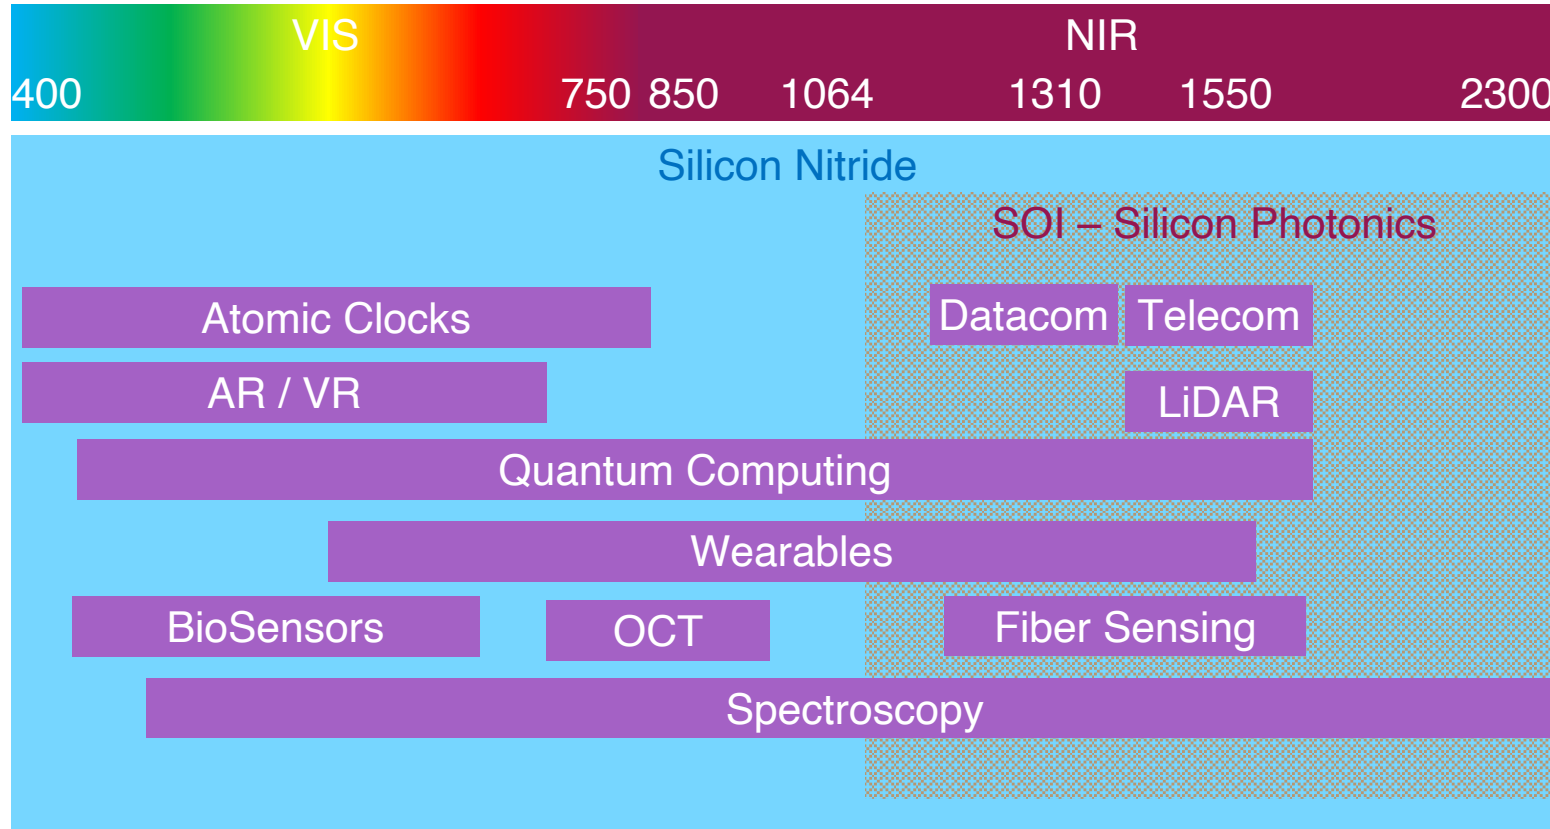 VIS NIR
400 750 850 1064 1310 1550 2300
Silicon Nitride
SOI – Silicon Photonics
Atomic Clocks
Datacom
Telecom
AR / VR
LiDAR
Quantum Computing
Wearables
BioSensors
OCT
Fiber Sensing
Spectroscopy